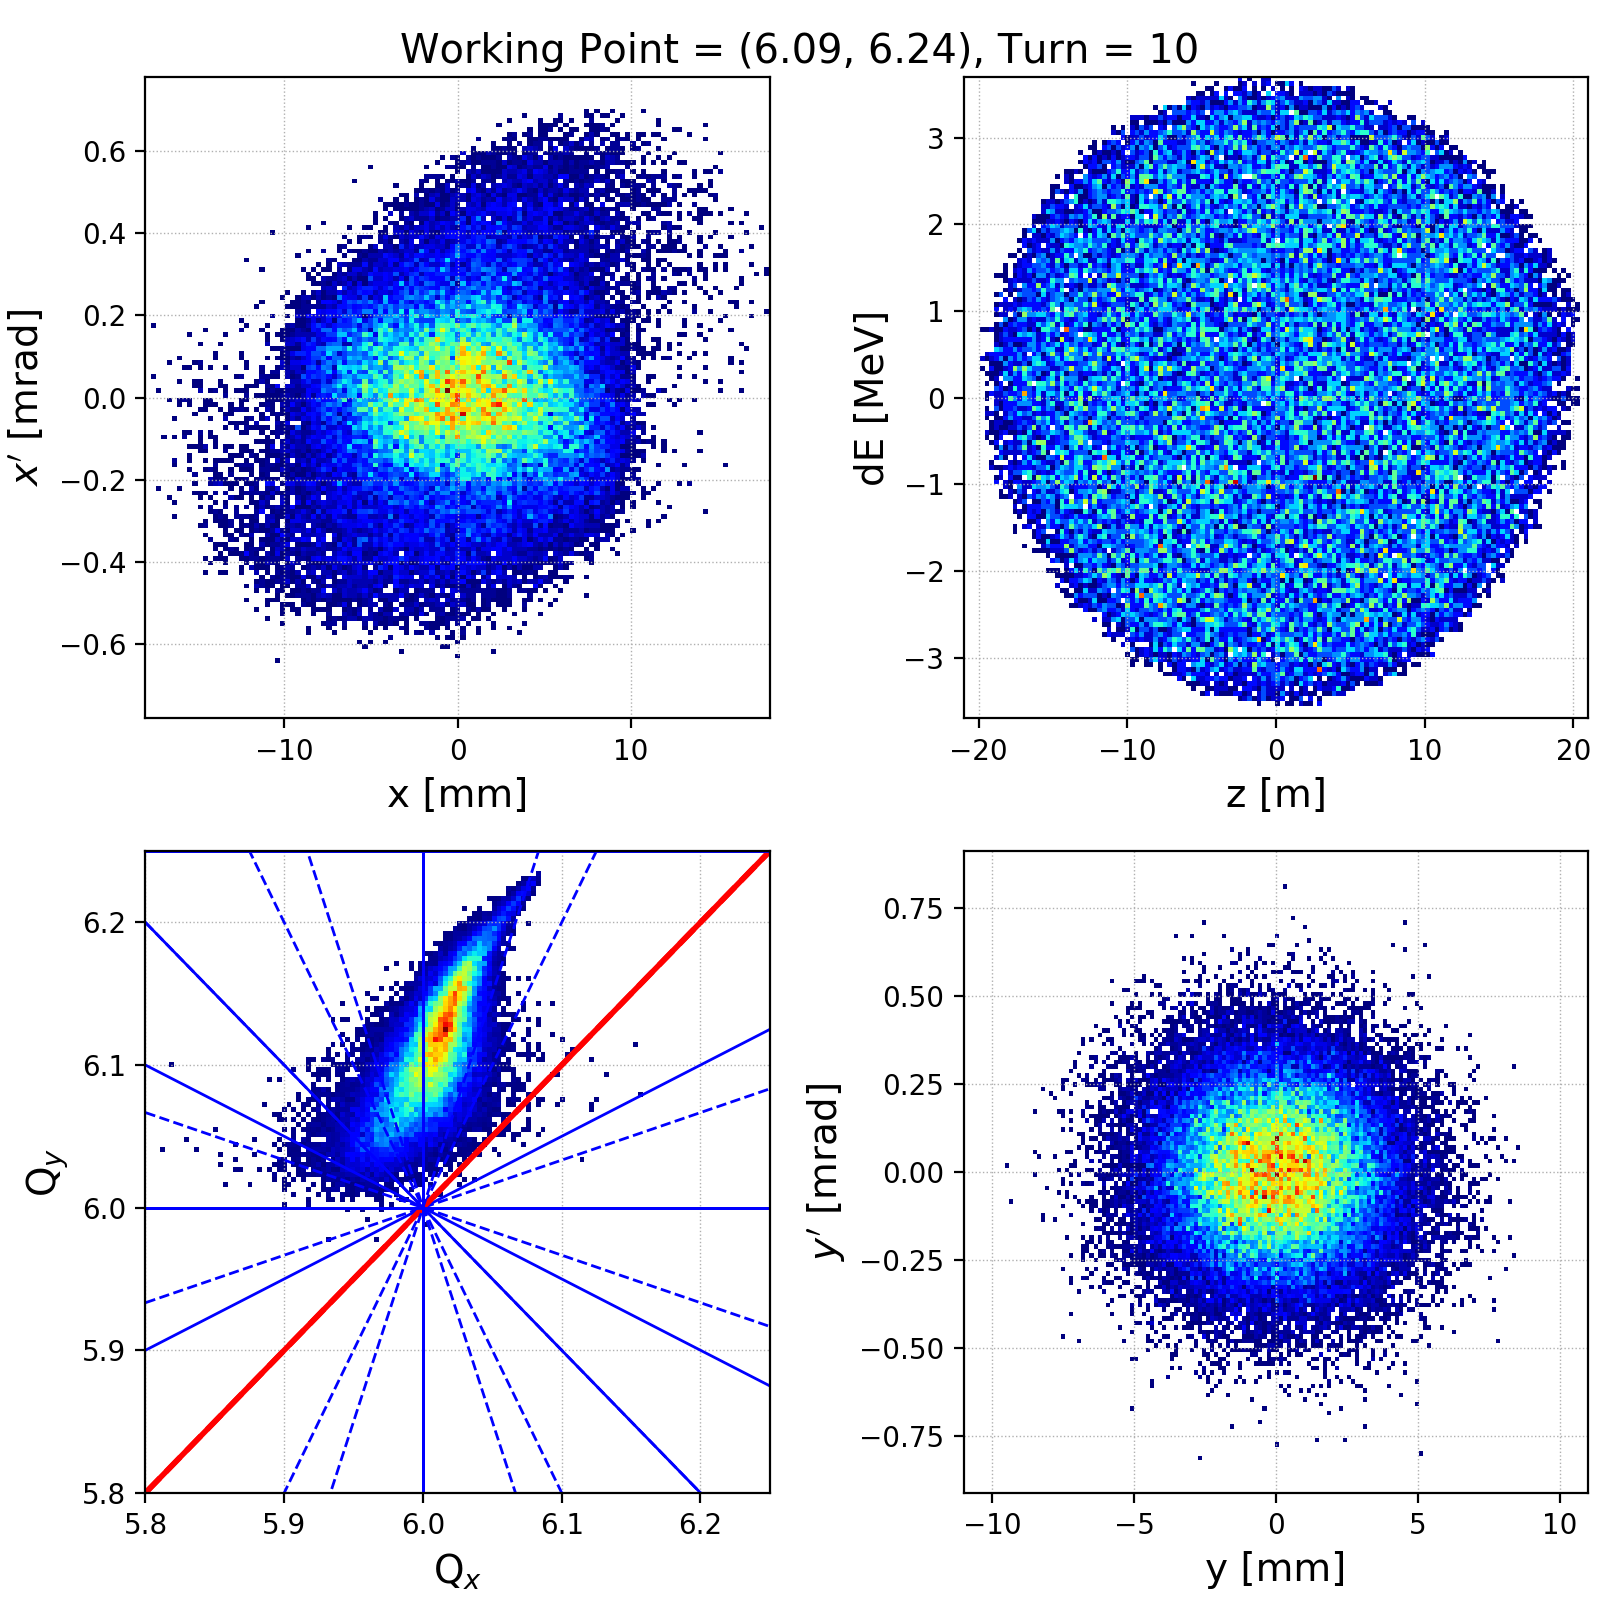 Working Point = (6.09, 6.24), Turn = 10
0.6
0.4
0.2
0.0
−0.2
−0.4
−0.6
x′ [mrad]
−10 0 10
x [mm]
3
2
1
0
−1
−2
−3
dE [MeV]
−20 −10 0 10 20
z [m]
6.2
6.1
6.0
5.9
5.8
Qy
5.8 5.9 6.0 6.1 6.2
Qx
0.75
0.50
0.25
0.00
−0.25
−0.50
−0.75
y′ [mrad]
−10 −5 0 5 10
y [mm]